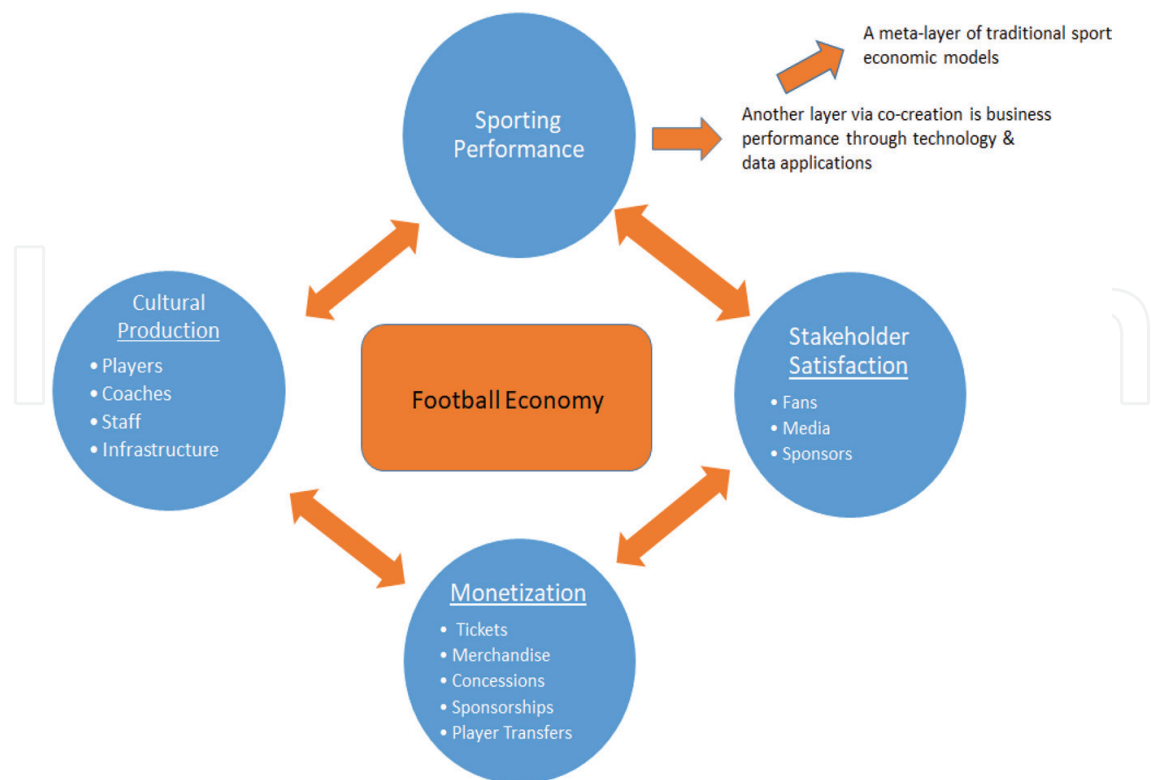 A meta-layer of traditional sport
economic models
Sporting
Performance
Another layer via co-creation is business
performance through technology &
data applications
Cultural
Production
• Players
• Coaches
• Staff
• Infrastructure
Football Economy
Stakeholder
Satisfaction
• Fans
• Media
• Sponsors
Monetization
• Tickets
• Merchandise
• Concessions
• Sponsorships
• Player Transfers